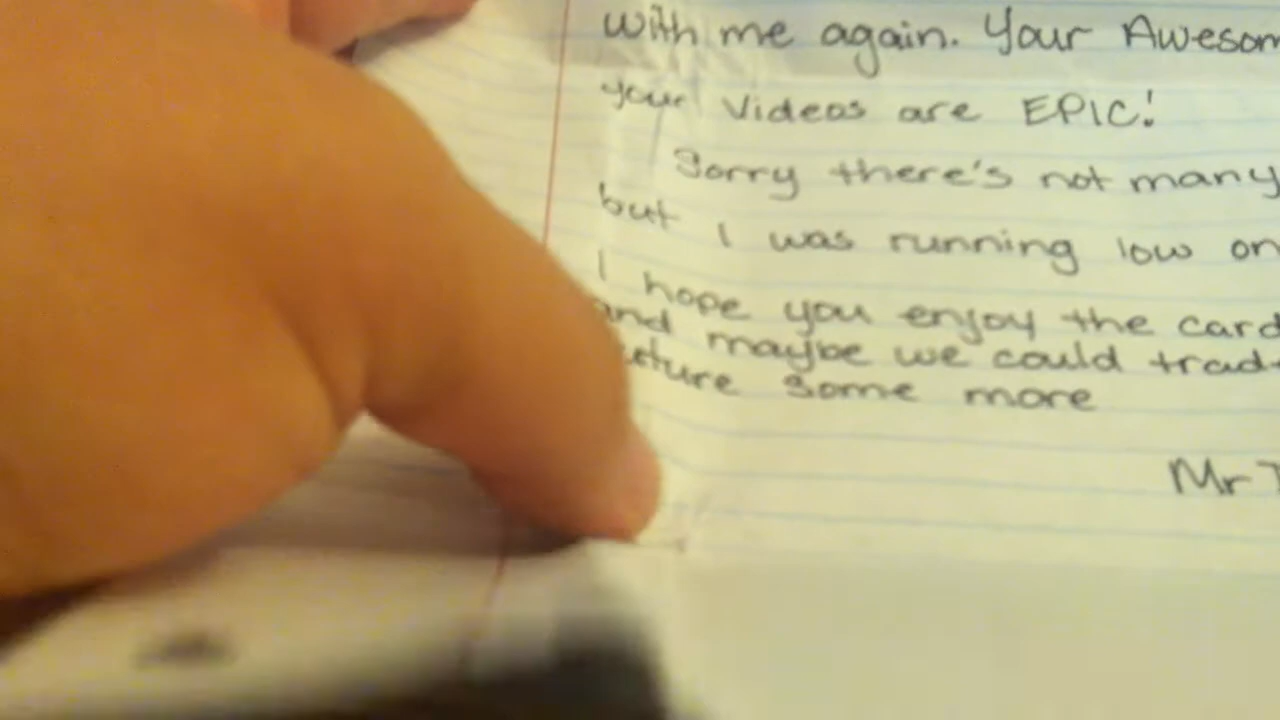 with me again. Your Awesom
your Videos are EPIC!
Sorry there's not many
but I was running low on
I hope you enjoy the card
and maybe we could trad
eture some more
Mr T